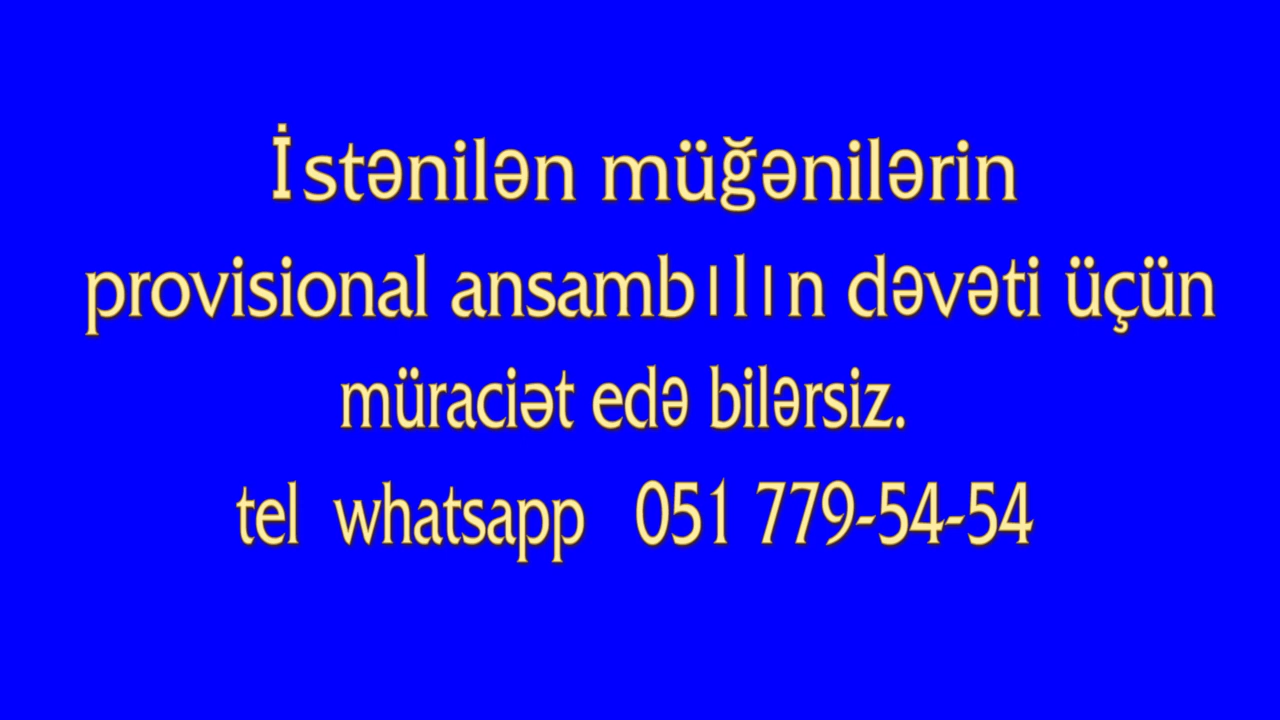 İstənilən müğənilərin
provisional ansambılın dəvəti üçün
müraciət edə bilərsiz.
tel whatsapp 051 779-54-54